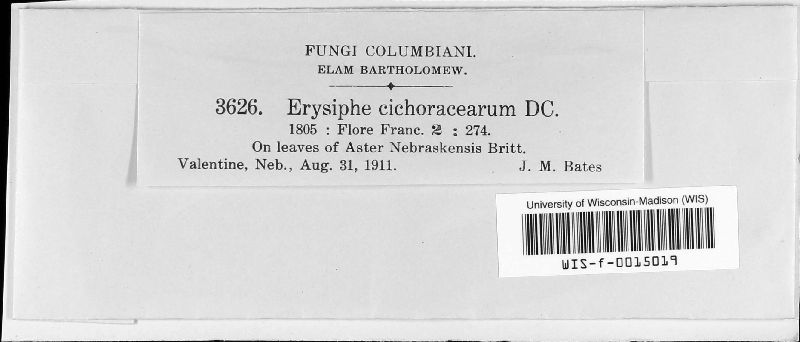 FUNGI COLUMBIANI.
ELAM BARTHOLOMEW.
3626. Erysiphe cichoracearum DC.
1805 : Flore Franc. 2 : 274.
On leaves of Aster Nebraskensis Britt.
Valentine, Neb., Aug. 31, 1911. J. M. Bates
University of Wisconsin-Madison (WIS)
WIS-f-0015019